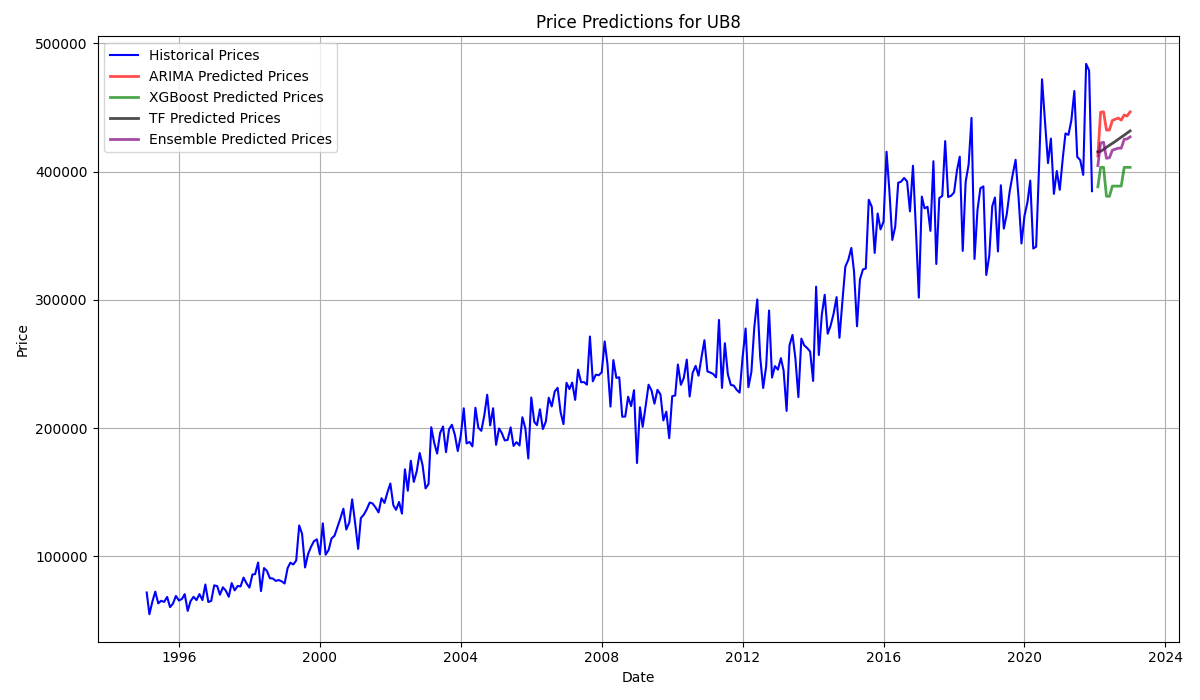 Price Predictions for UB8
Historical Prices
ARIMA Predicted Prices
XGBoost Predicted Prices
TF Predicted Prices
Ensemble Predicted Prices
500000
400000
300000
200000
100000
Price
1996 2000 2004 2008 2012 2016 2020 2024
Date